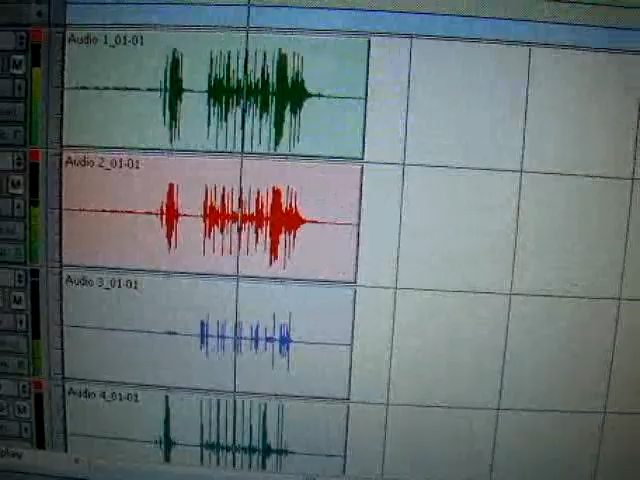 Audio 1_01-01
M
Audio 2_01-01
M
Audio 3_01-01
M
Audio 4_01-01
M